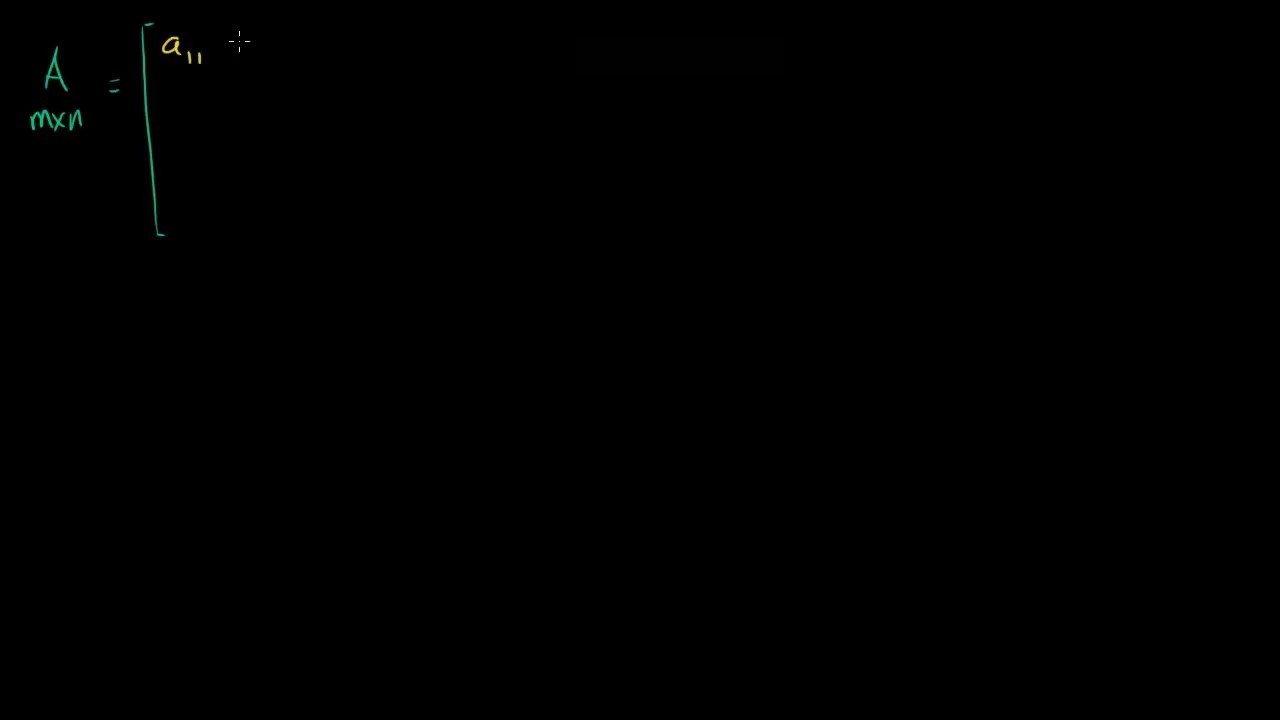 A = [ a₁₁
m×n